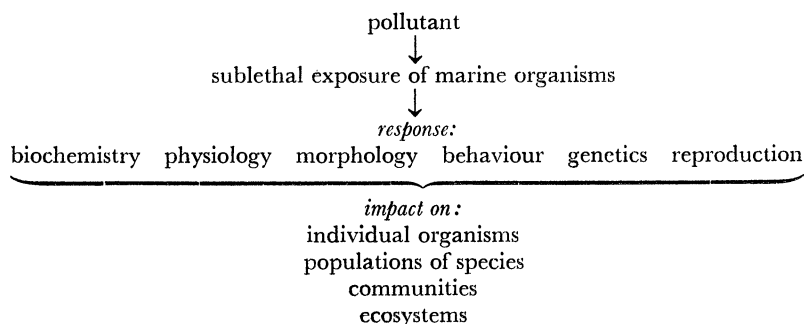 pollutant
sublethal exposure of marine organisms
response:
biochemistry physiology morphology behaviour genetics reproduction
impact on:
individual organisms
populations of species
communities
ecosystems